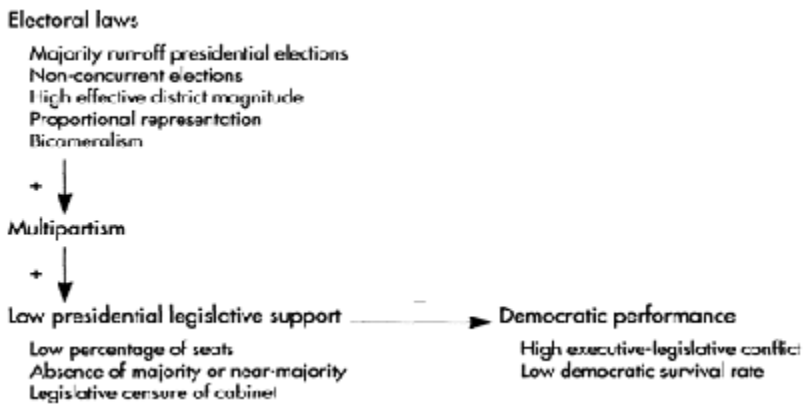 Electoral laws
Majority run-off presidential elections
Non-concurrent elections
High effective district magnitude
Proportional representation
Bicameralism
+
Multipartism
+
Low presidential legislative support
–
Democratic performance
Low percentage of seats
High executive-legislative conflict
Absence of majority or near-majority
Low democratic survival rate
Legislative censure of cabinet